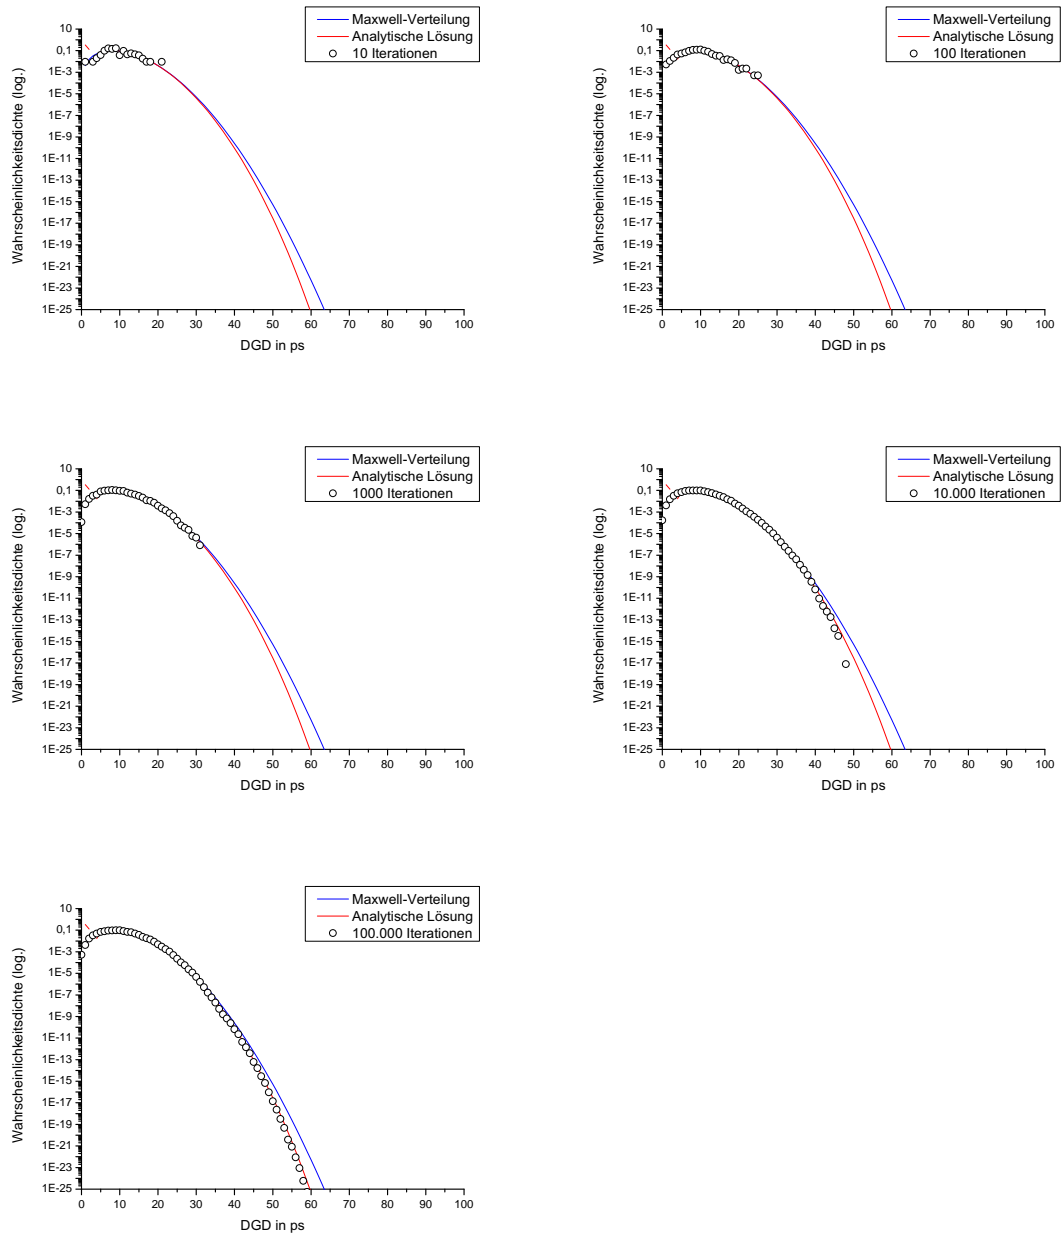 Maxwell-Verteilung
Analytische Lösung
10 Iterationen
Wahrscheinlichkeitsdichte (log.)
10
0,1
1E-3
1E-5
1E-7
1E-9
1E-11
1E-13
1E-15
1E-17
1E-19
1E-21
1E-23
1E-25
0 10 20 30 40 50 60 70 80 90 100
DGD in ps
Maxwell-Verteilung
Analytische Lösung
100 Iterationen
Wahrscheinlichkeitsdichte (log.)
10
0,1
1E-3
1E-5
1E-7
1E-9
1E-11
1E-13
1E-15
1E-17
1E-19
1E-21
1E-23
1E-25
0 10 20 30 40 50 60 70 80 90 100
DGD in ps
Maxwell-Verteilung
Analytische Lösung
1000 Iterationen
Wahrscheinlichkeitsdichte (log.)
10
0,1
1E-3
1E-5
1E-7
1E-9
1E-11
1E-13
1E-15
1E-17
1E-19
1E-21
1E-23
1E-25
0 10 20 30 40 50 60 70 80 90 100
DGD in ps
Maxwell-Verteilung
Analytische Lösung
10.000 Iterationen
Wahrscheinlichkeitsdichte (log.)
10
0,1
1E-3
1E-5
1E-7
1E-9
1E-11
1E-13
1E-15
1E-17
1E-19
1E-21
1E-23
1E-25
0 10 20 30 40 50 60 70 80 90 100
DGD in ps
Maxwell-Verteilung
Analytische Lösung
100.000 Iterationen
Wahrscheinlichkeitsdichte (log.)
10
0,1
1E-3
1E-5
1E-7
1E-9
1E-11
1E-13
1E-15
1E-17
1E-19
1E-21
1E-23
1E-25
0 10 20 30 40 50 60 70 80 90 100
DGD in ps